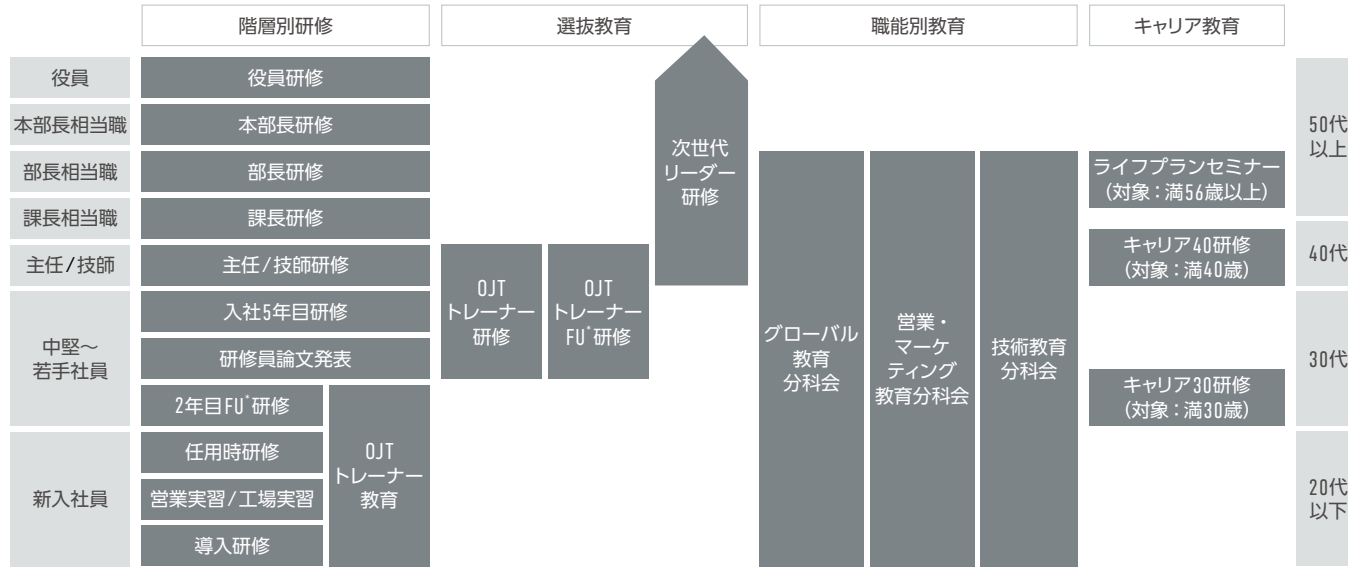 階層別研修
選抜教育
職能別教育
キャリア教育
役員
本部長相当職
部長相当職
課長相当職
主任/技師
中堅~
若手社員
新入社員
役員研修
本部長研修
部長研修
課長研修
主任/技師研修
入社5年目研修
研修員論文発表
2年目FU*研修
任用時研修
営業実習/工場実習
導入研修
OJT
トレーナー
教育
OJT
トレーナー
研修
OJT
トレーナー
FU*研修
次世代
リーダー
研修
グローバル
教育
分科会
営業・
マーケ
ティング
教育分科会
技術教育
分科会
ライフプランセミナー
(対象:満56歳以上)
キャリア40研修
(対象:満40歳)
キャリア30研修
(対象:満30歳)
50代
以上
40代
30代
20代
以下